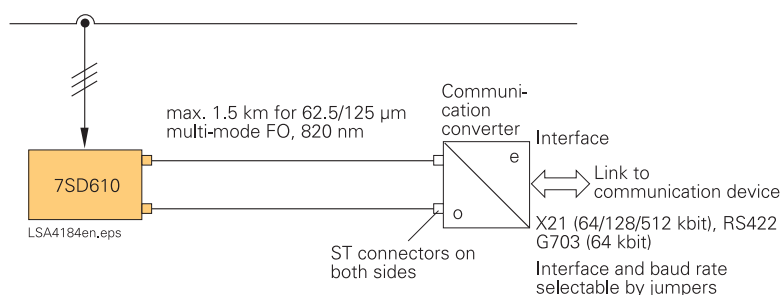 max. 1.5 km for 62.5/125 µm
multi-mode FO, 820 nm
Communi-
cation
converter
Interface
7SD610
e
o
Link to
communication device
LSA4184en.eps
X21 (64/128/512 kbit), RS422
G703 (64 kbit)
ST connectors on
both sides
Interface and baud rate
selectable by jumpers